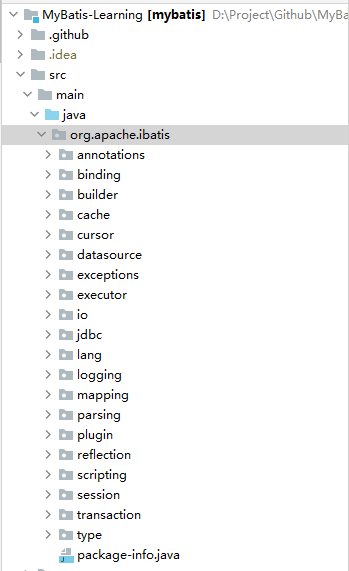 MyBatis-Learning [mybatis] D:\Project\Github\MyBa
.github
.idea
src
main
java
org.apache.ibatis
annotations
binding
builder
cache
cursor
datasource
exceptions
executor
io
jdbc
lang
logging
mapping
parsing
plugin
reflection
scripting
session
transaction
type
package-info.java